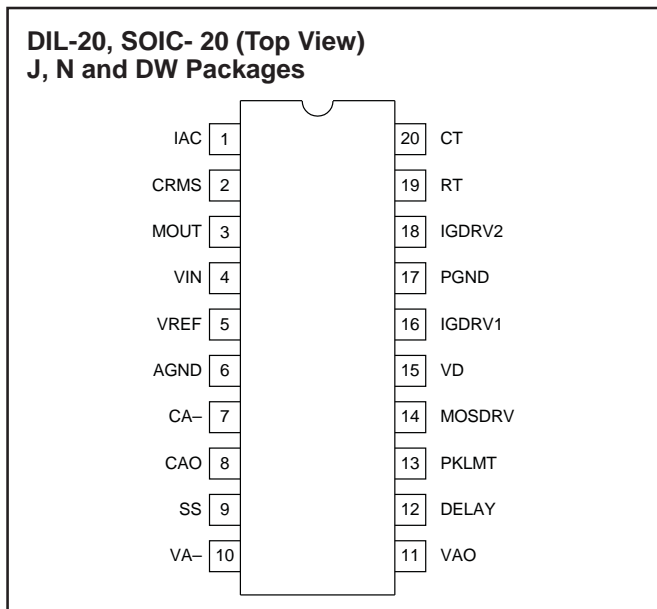 DIL-20, SOIC- 20 (Top View)
J, N and DW Packages
IAC 1
20 CT
CRMS 2
19 RT
MOUT 3
18 IGDRV2
VIN 4
17 PGND
VREF 5
16 IGDRV1
AGND 6
15 VD
CA– 7
14 MOSDRV
CAO 8
13 PKLMT
SS 9
12 DELAY
VA– 10
11 VAO